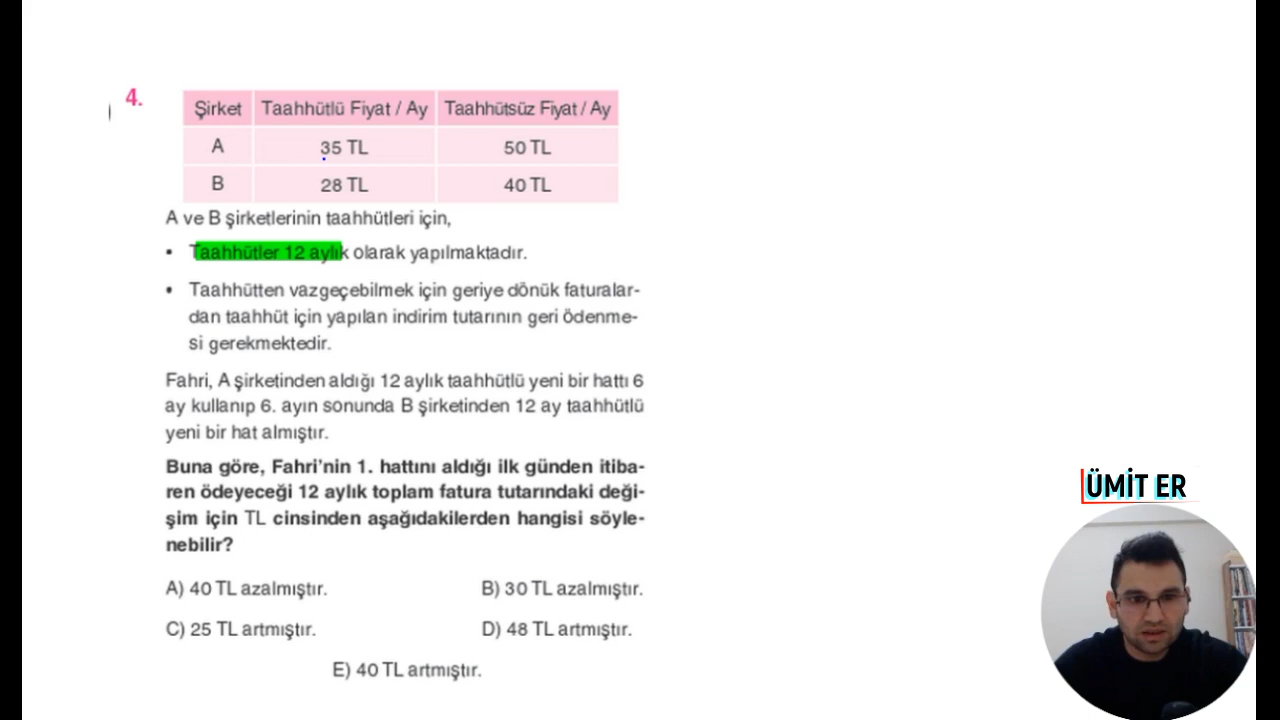 4.
Şirket Taahhütlü Fiyat / Ay Taahhütsüz Fiyat / Ay
A 35 TL 50 TL
B 28 TL 40 TL
A ve B şirketlerinin taahhütleri için,
• Taahhütler 12 aylık olarak yapılmaktadır.
• Taahhütten vazgeçebilmek için geriye dönük faturalar-
dan taahhüt için yapılan indirim tutarının geri ödenme-
si gerekmektedir.
Fahri, A şirketinden aldığı 12 aylık taahhütlü yeni bir hattı 6
ay kullanıp 6. ayın sonunda B şirketinden 12 ay taahhütlü
yeni bir hat almıştır.
Buna göre, Fahri'nin 1. hattını aldığı ilk günden itiba-
ren ödeyeceği 12 aylık toplam fatura tutarındaki deği-
şim için TL cinsinden aşağıdakilerden hangisi söyle-
nebilir?
A) 40 TL azalmıştır. B) 30 TL azalmıştır.
C) 25 TL artmıştır. D) 48 TL artmıştır.
E) 40 TL artmıştır.
ÜMİT ER